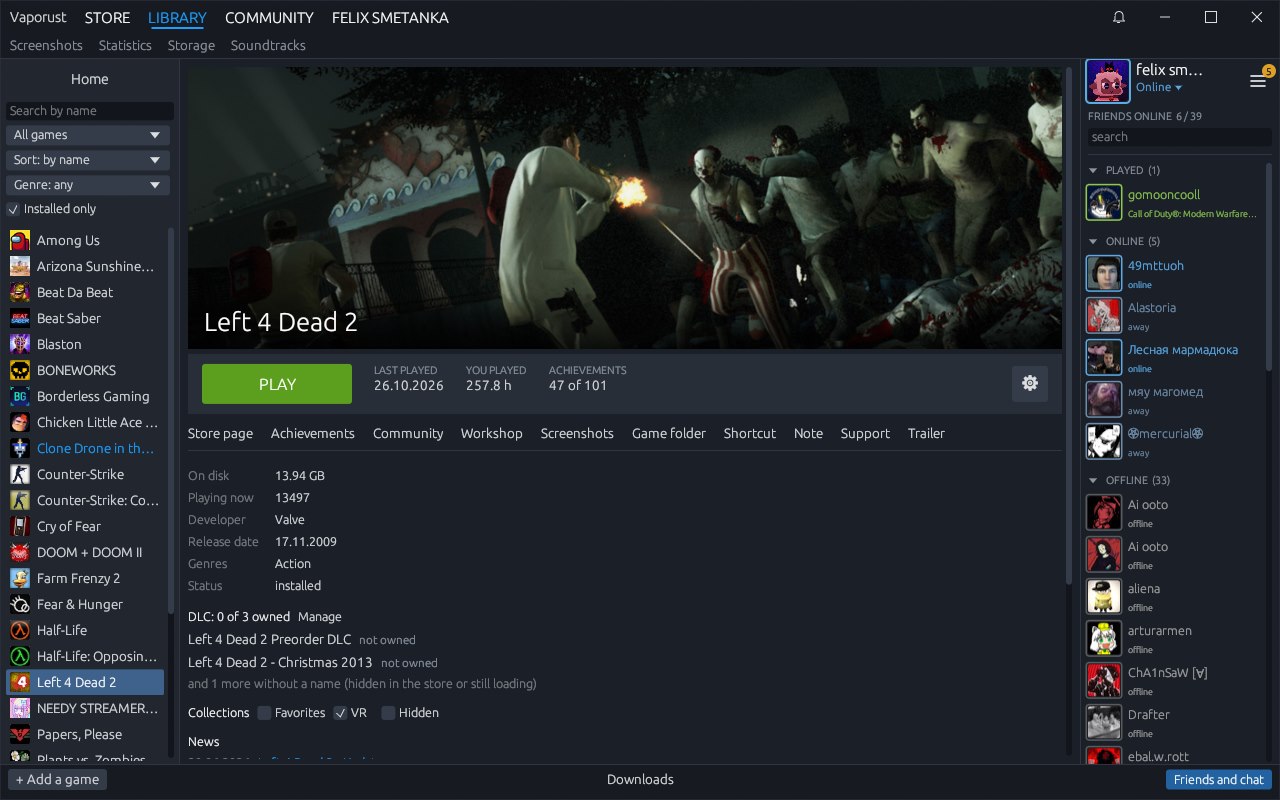 Vaporust STORE LIBRARY COMMUNITY FELIX SMETANKA
Screenshots Statistics Storage Soundtracks
Home
Search by name
All games
Sort: by name
Genre: any
Installed only
Among Us
Arizona Sunshine...
Beat Da Beat
Beat Saber
Blaston
BONEWORKS
Borderless Gaming
Chicken Little Ace ...
Clone Drone in th...
Counter-Strike
Counter-Strike: Co...
Cry of Fear
DOOM + DOOM II
Farm Frenzy 2
Fear & Hunger
Half-Life
Half-Life: Opposin...
Left 4 Dead 2
NEEDY STREAMER...
Papers, Please
Plants vs. Zombies
+ Add a game
Left 4 Dead 2
PLAY
LAST PLAYED
26.10.2026
YOU PLAYED
257.8 h
ACHIEVEMENTS
47 of 101
Store page Achievements Community Workshop Screenshots Game folder Shortcut Note Support Trailer
On disk 13.94 GB
Playing now 13497
Developer Valve
Release date 17.11.2009
Genres Action
Status installed
DLC: 0 of 3 owned Manage
Left 4 Dead 2 Preorder DLC not owned
Left 4 Dead 2 - Christmas 2013 not owned
and 1 more without a name (hidden in the store or still loading)
Collections Favorites VR Hidden
News
Downloads
felix sm...
Online
5
FRIENDS ONLINE 6 / 39
search
PLAYED (1)
gomooncooll
Call of Duty®: Modern Warfare...
ONLINE (5)
49mttuoh
online
Alastoria
away
Лесная мармадюка
online
мяу магомед
away
mercurial
away
OFFLINE (33)
Ai ooto
offline
Ai ooto
offline
aliena
offline
arturarmen
offline
ChA1nSaW [∀]
offline
Drafter
offline
ebal.w.rott
Friends and chat